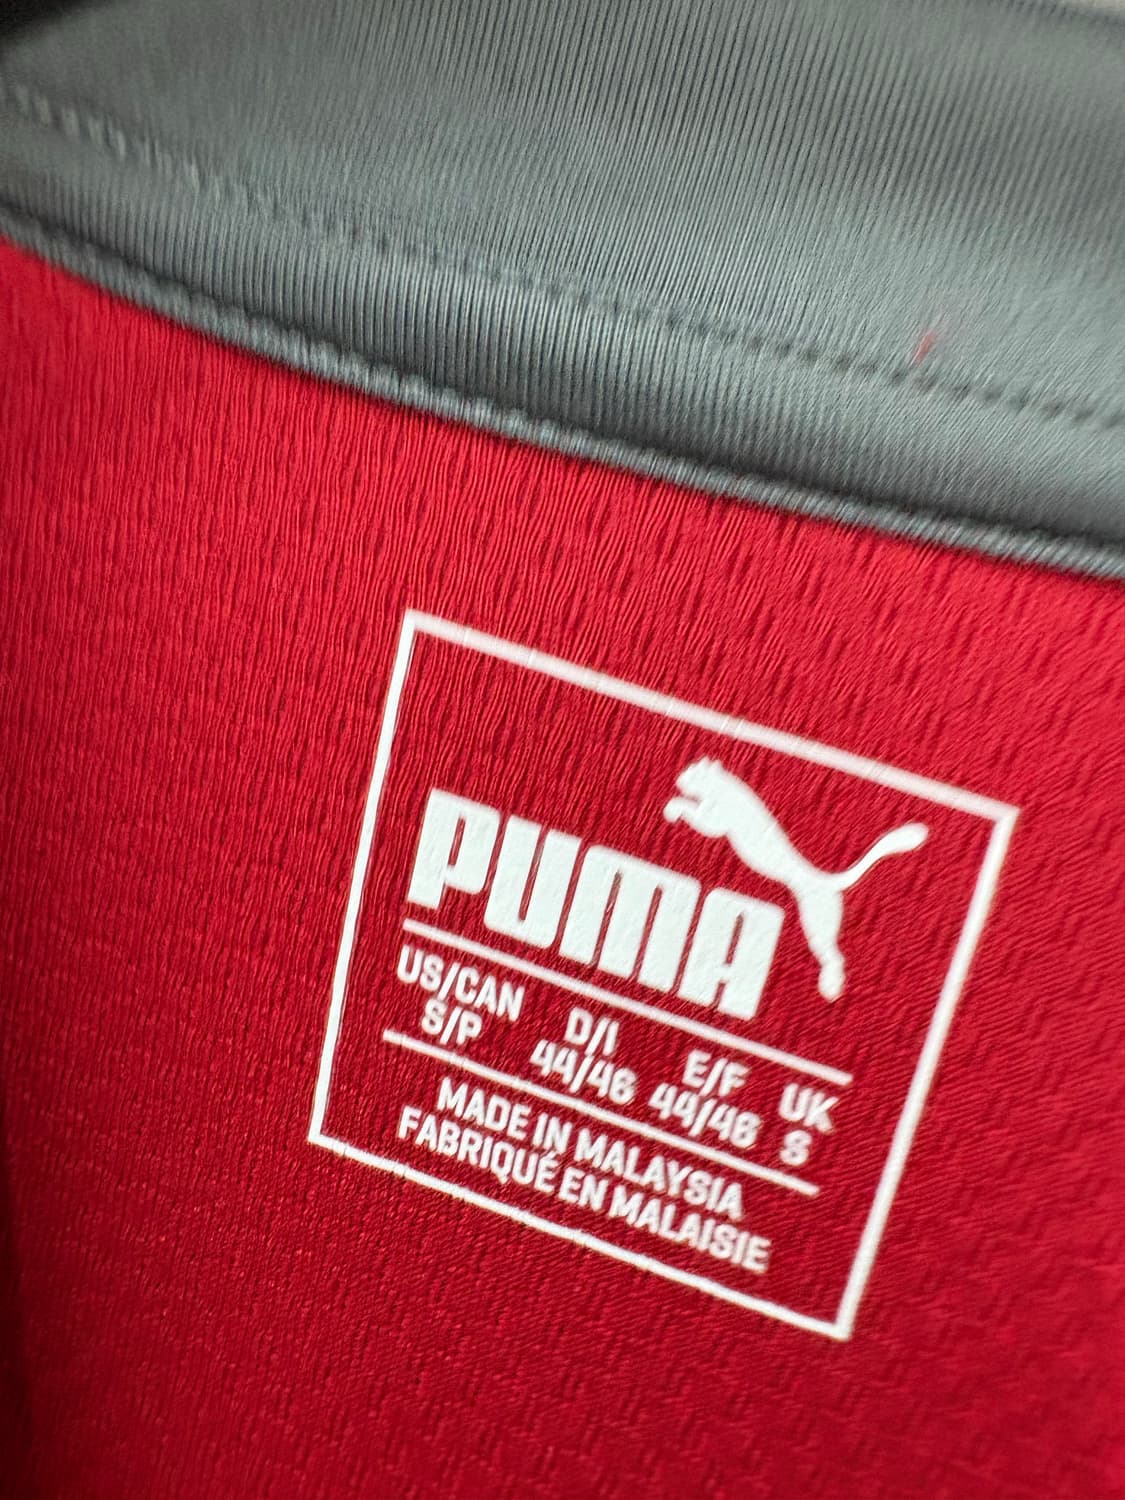 PUMA
US/CAN D/I E/F UK
S/P 44/46 44/46 S
MADE IN MALAYSIA
FABRIQUÉ EN MALAISIE